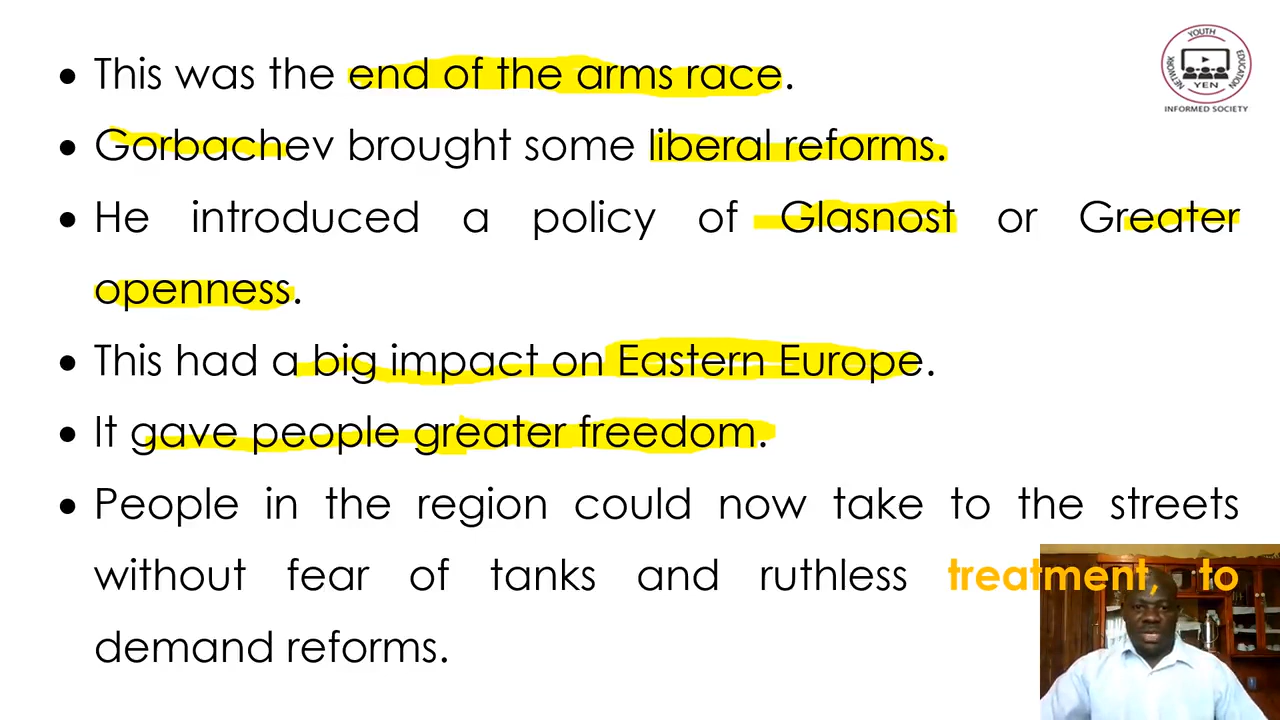 • This was the end of the arms race.
• Gorbachev brought some liberal reforms.
• He introduced a policy of Glasnost or Greater
openness.
• This had a big impact on Eastern Europe.
• It gave people greater freedom.
• People in the region could now take to the streets
without fear of tanks and ruthless treatment, to
demand reforms.
YOUTH
EDUCATION
NETWORK
YEN
INFORMED SOCIETY